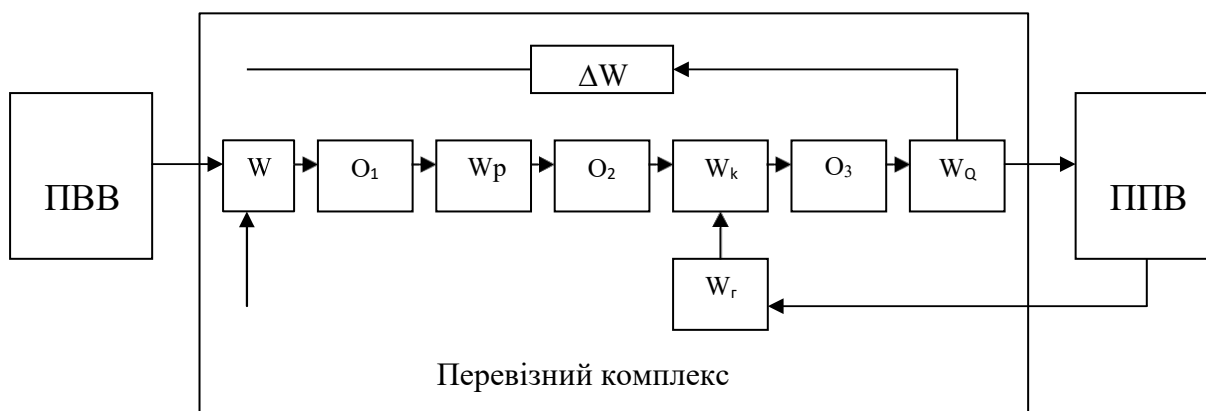 ΔW
ПВВ
W
O₁
Wp
O₂
Wₖ
O₃
W_Q
ППВ
Wᵣ
Перевізний комплекс